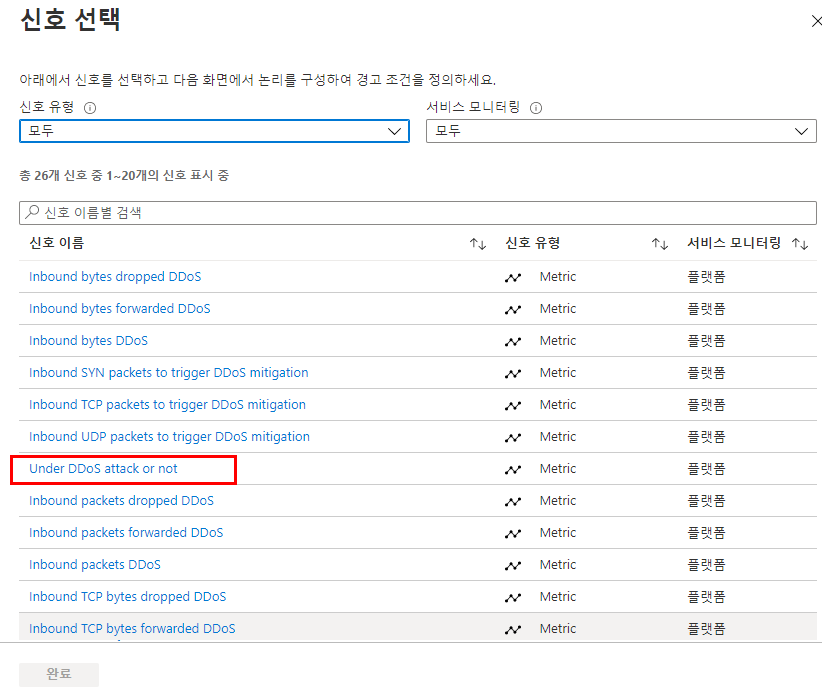 신호 선택
아래에서 신호를 선택하고 다음 화면에서 논리를 구성하여 경고 조건을 정의하세요.
신호 유형 서비스 모니터링
모두 모두
총 26개 신호 중 1~20개의 신호 표시 중
신호 이름별 검색
신호 이름 신호 유형 서비스 모니터링
Inbound bytes dropped DDoS Metric 플랫폼
Inbound bytes forwarded DDoS Metric 플랫폼
Inbound bytes DDoS Metric 플랫폼
Inbound SYN packets to trigger DDoS mitigation Metric 플랫폼
Inbound TCP packets to trigger DDoS mitigation Metric 플랫폼
Inbound UDP packets to trigger DDoS mitigation Metric 플랫폼
Under DDoS attack or not Metric 플랫폼
Inbound packets dropped DDoS Metric 플랫폼
Inbound packets forwarded DDoS Metric 플랫폼
Inbound packets DDoS Metric 플랫폼
Inbound TCP bytes dropped DDoS Metric 플랫폼
Inbound TCP bytes forwarded DDoS Metric 플랫폼
완료